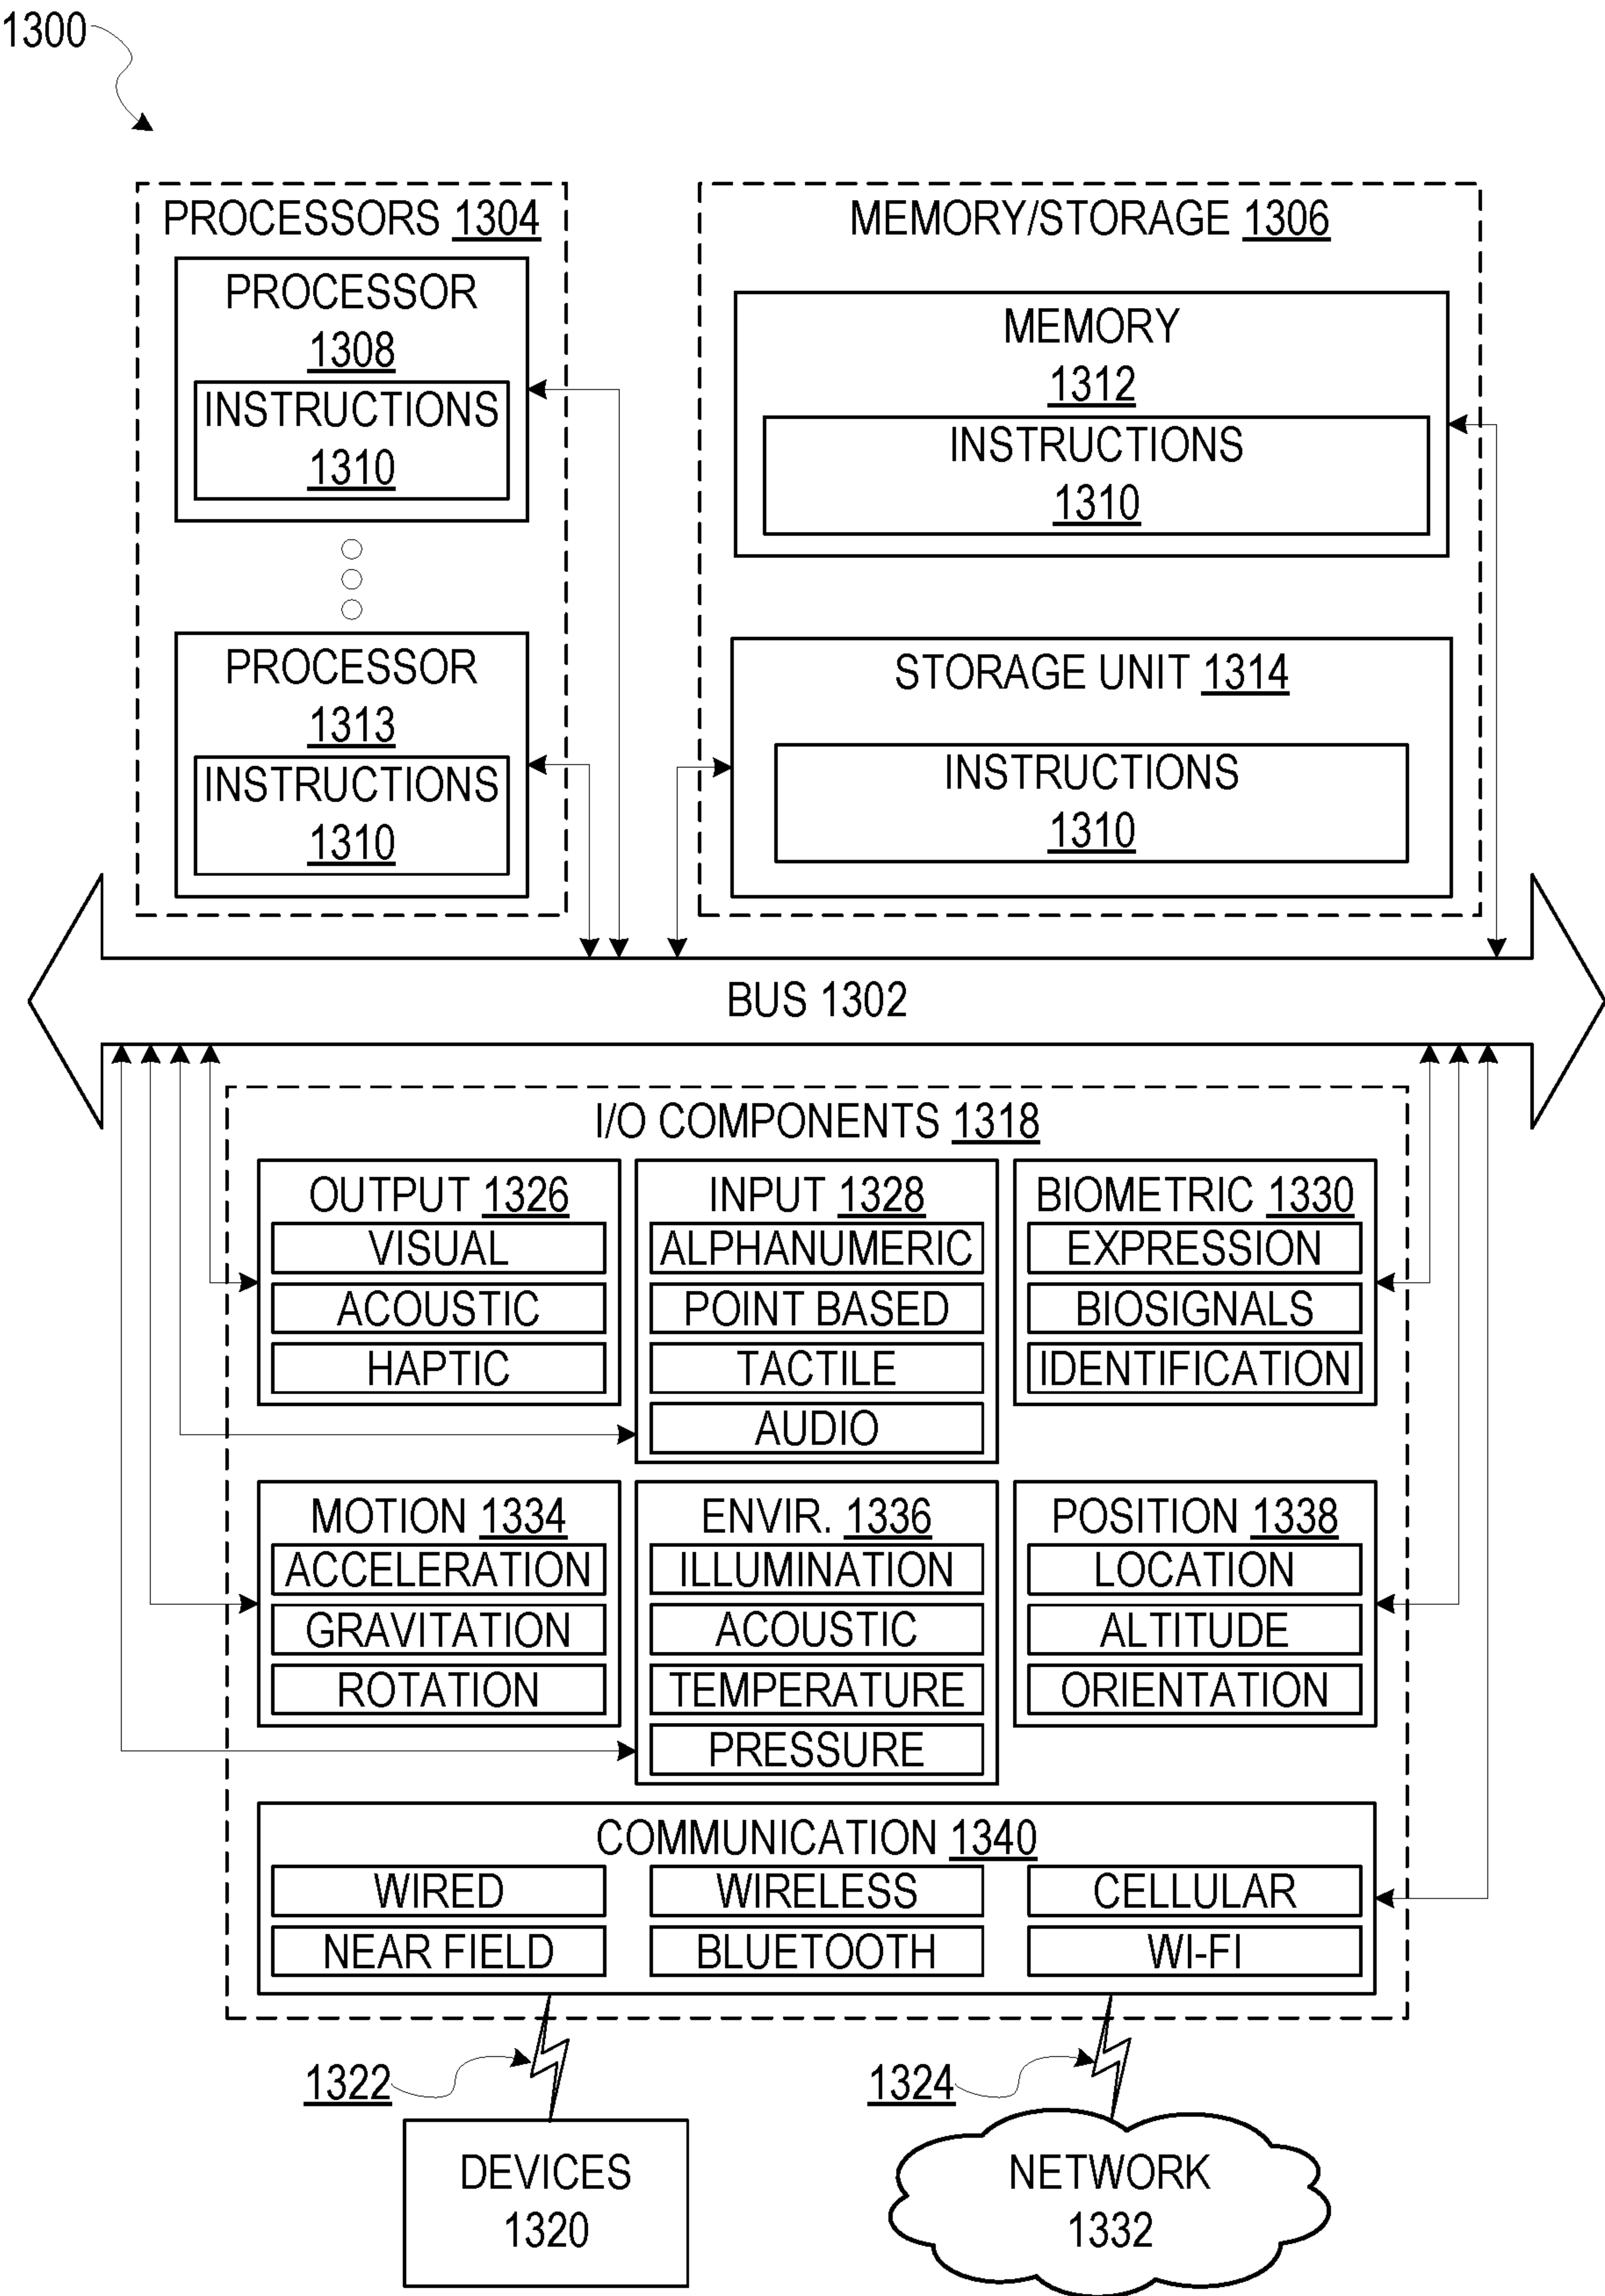 1300
PROCESSORS 1304
PROCESSOR
1308
INSTRUCTIONS
1310
PROCESSOR
1313
INSTRUCTIONS
1310
MEMORY/STORAGE 1306
MEMORY
1312
INSTRUCTIONS
1310
STORAGE UNIT 1314
INSTRUCTIONS
1310
BUS 1302
I/O COMPONENTS 1318
OUTPUT 1326
VISUAL
ACOUSTIC
HAPTIC
INPUT 1328
ALPHANUMERIC
POINT BASED
TACTILE
AUDIO
BIOMETRIC 1330
EXPRESSION
BIOSIGNALS
IDENTIFICATION
MOTION 1334
ACCELERATION
GRAVITATION
ROTATION
ENVIR. 1336
ILLUMINATION
ACOUSTIC
TEMPERATURE
PRESSURE
POSITION 1338
LOCATION
ALTITUDE
ORIENTATION
COMMUNICATION 1340
WIRED
WIRELESS
CELLULAR
NEAR FIELD
BLUETOOTH
WI-FI
1322
1324
DEVICES
1320
NETWORK
1332